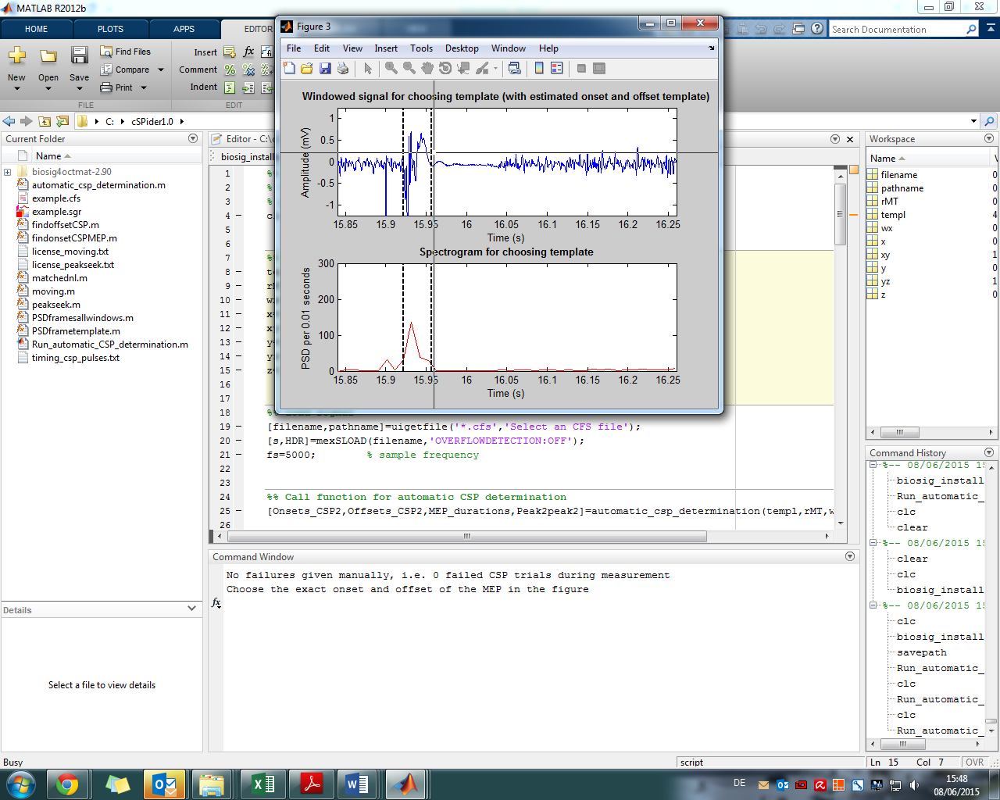 MATLAB R2012b
HOME
PLOTS
APPS
EDITOR
Search Documentation
New
Open
Save
Find Files
Compare
Print
FILE
Insert
Comment
Indent
EDIT
C:
cSPider1.0
Current Folder
Name
biosig4octmat-2.90
automatic_csp_determination.m
example.cfs
example.sgr
findoffsetCSP.m
findonsetCSPMEP.m
license_moving.txt
license_peakseek.txt
matchednl.m
moving.m
peakseek.m
PSDframesallwindows.m
PSDframetemplate.m
Run_automatic_CSP_determination.m
timing_csp_pulses.txt
Details
Select a file to view details
Figure 3
File Edit View Insert Tools Desktop Window Help
Windowed signal for choosing template (with estimated onset and offset template)
Amplitude (mV)
1
0.5
0
-0.5
-1
15.85 15.9 15.95 16 16.05 16.1 16.15 16.2 16.25
Time (s)
Spectrogram for choosing template
PSD per 0.01 seconds
300
200
100
0
15.85 15.9 15.95 16 16.05 16.1 16.15 16.2 16.25
Time (s)
Editor - C:\
biosig_install
1
2
3
4
5
6
7
8
9
10
11
12
13
14
15
16
17
18
19 [filename,pathname]=uigetfile('*.cfs','Select an CFS file');
20 [s,HDR]=mexSLOAD(filename,'OVERFLOWDETECTION:OFF');
21 fs=5000; % sample frequency
22
23
24 %% Call function for automatic CSP determination
25 [Onsets_CSP2,Offsets_CSP2,MEP_durations,Peak2peak2]=automatic_csp_determination(templ,rMT,w
26
Command Window
No failures given manually, i.e. 0 failed CSP trials during measurement
Choose the exact onset and offset of the MEP in the figure
fx
Workspace
Name
filename 0
pathname 0
rMT 0
templ 4
wx 0
x 0
xy 1
y 0
yz 1
z 0
Command History
%-- 08/06/2015 15
biosig_install
Run_automatic_
clc
clear
%-- 08/06/2015 15
clear
clc
biosig_install
%-- 08/06/2015 15
clc
biosig_install
savepath
Run_automatic_
clc
Run_automatic_
clc
Run_automatic_
Busy
script
Ln 15 Col 7 OVR
DE
15:48
08/06/2015